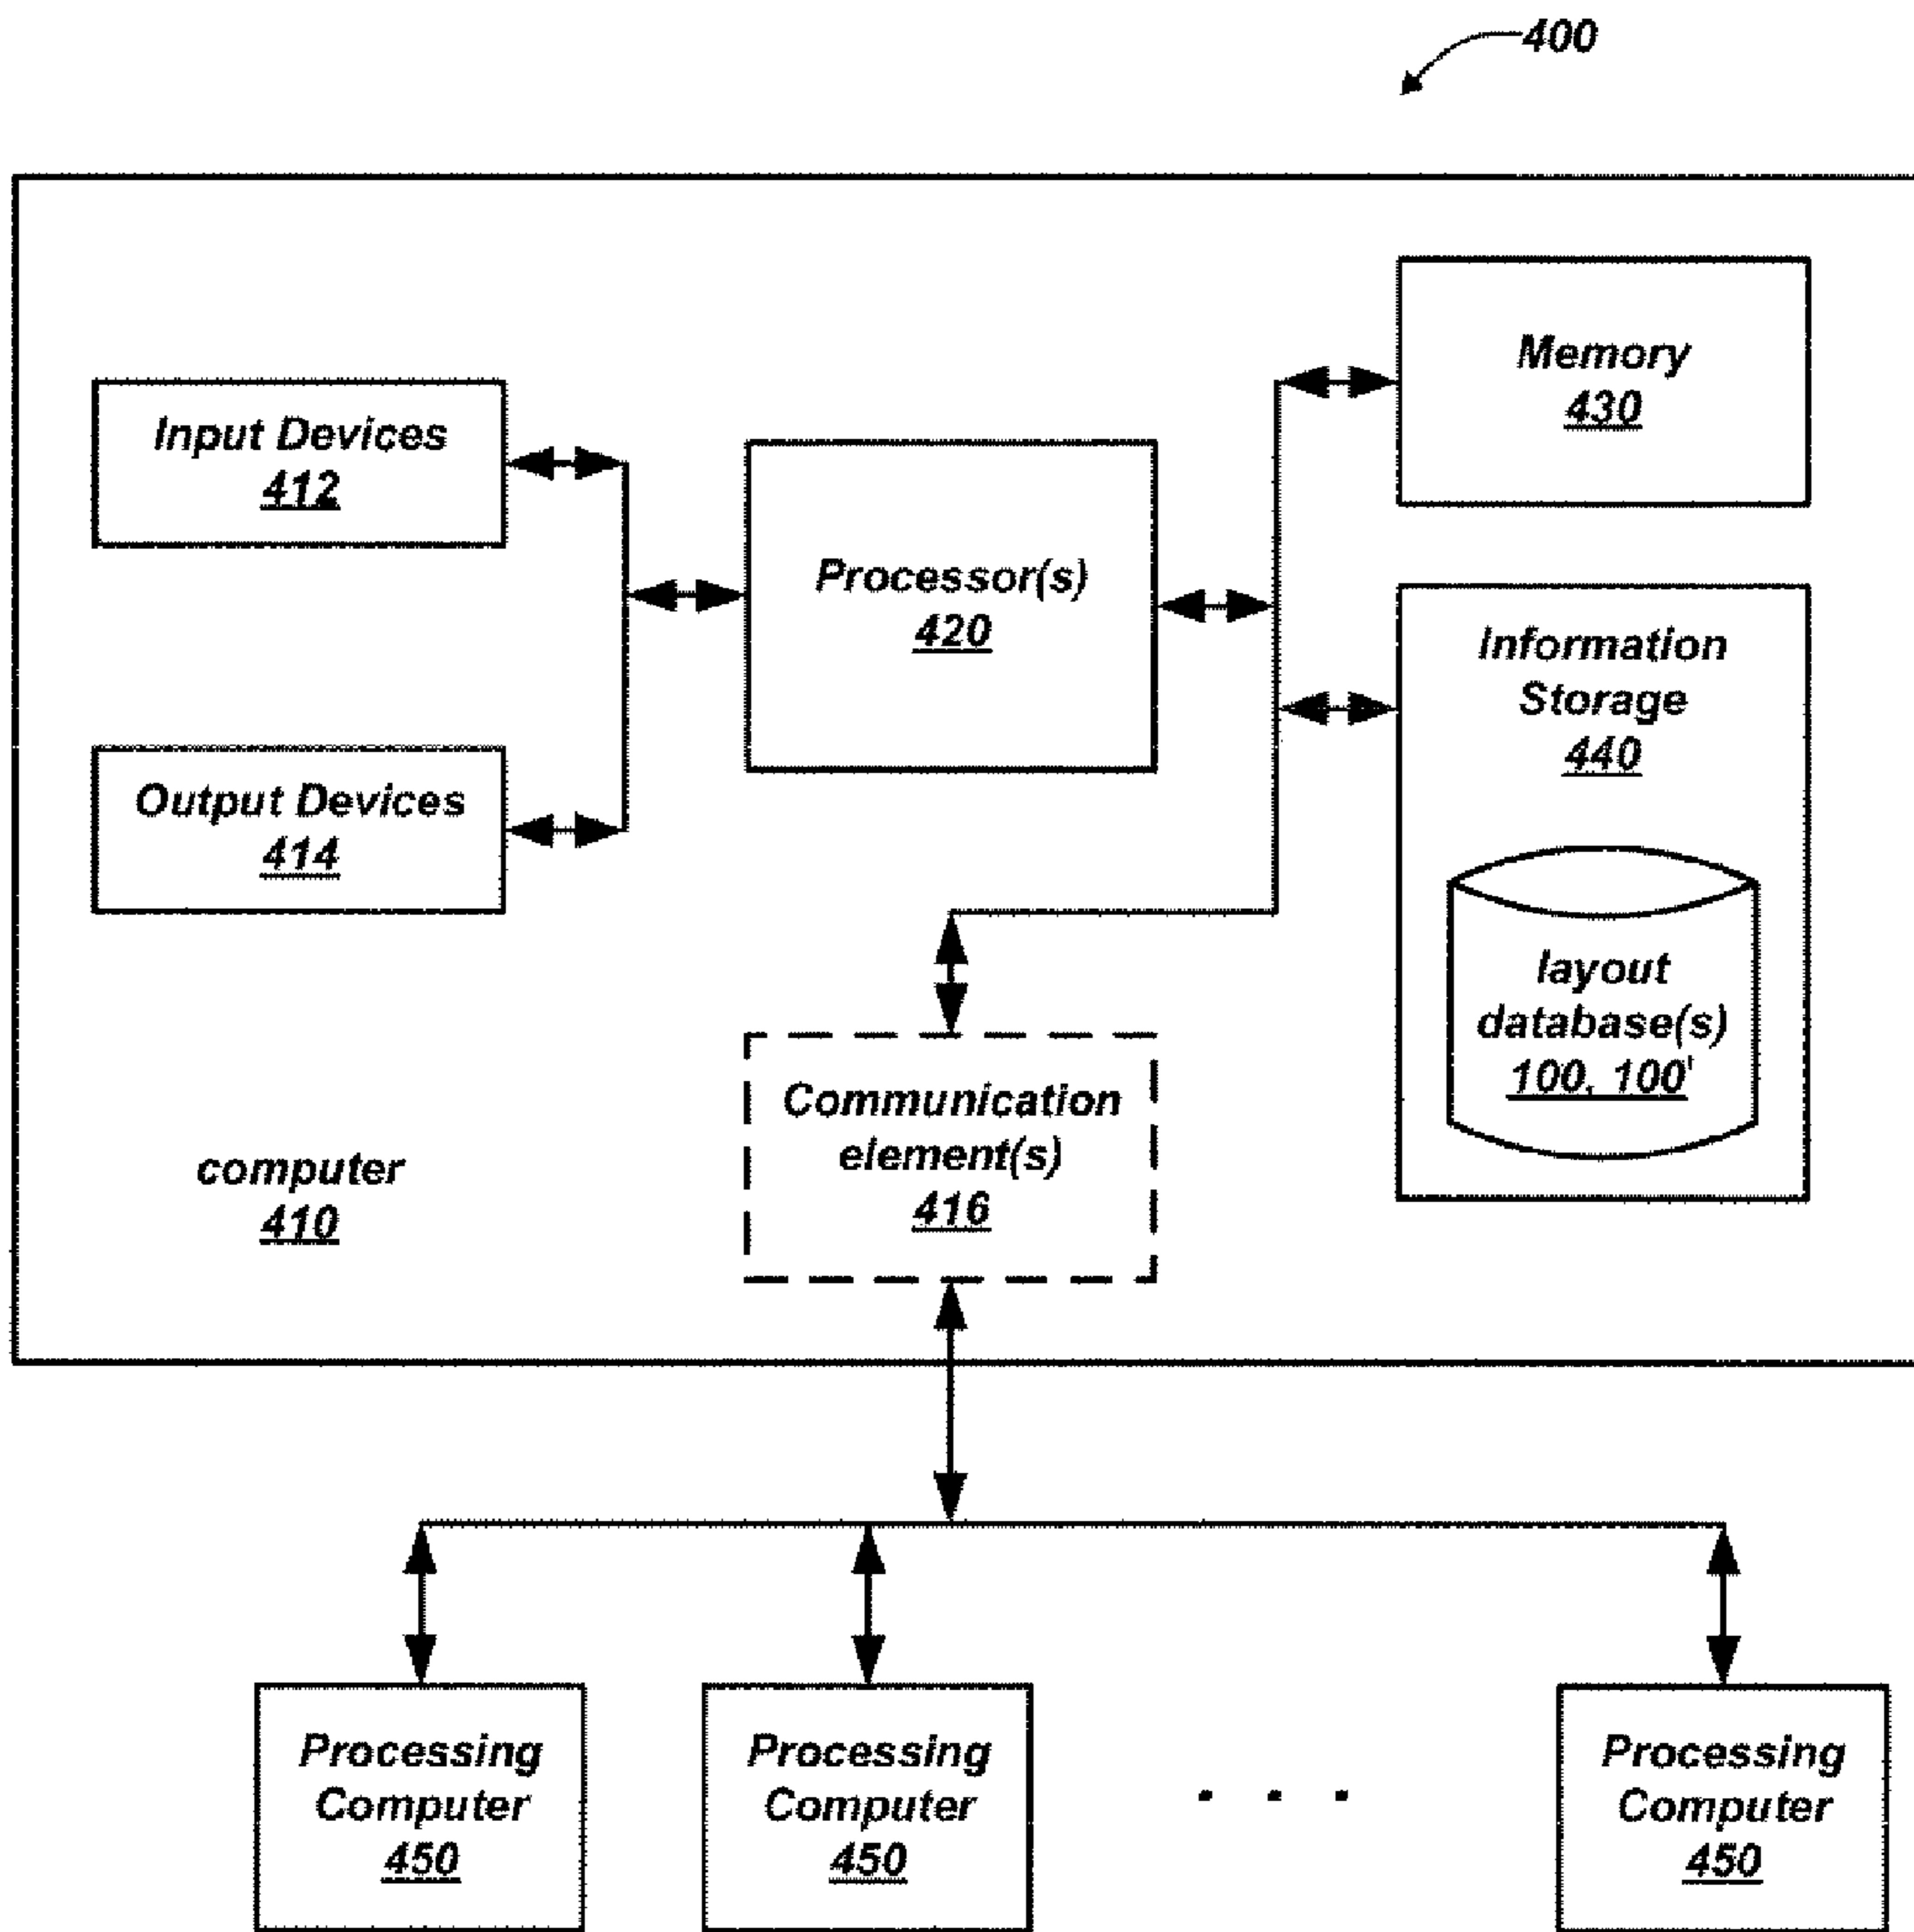 400
Memory
430
Input Devices
412
Processor(s)
420
Information
Storage
440
Output Devices
414
layout
database(s)
100, 100'
Communication
element(s)
416
computer
410
Processing
Computer
450
Processing
Computer
450
. . .
Processing
Computer
450